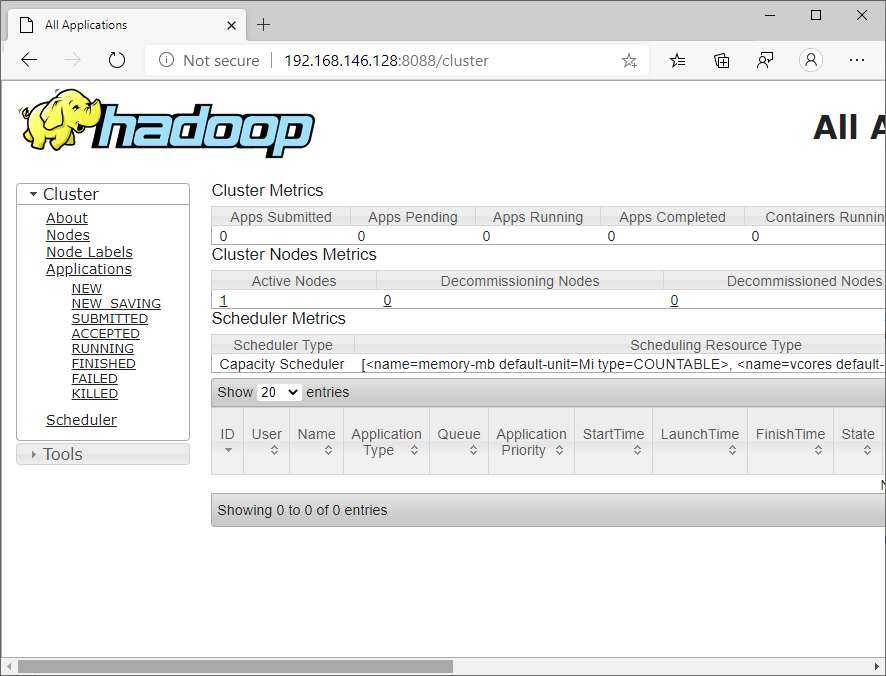 All Applications
Not secure 192.168.146.128:8088/cluster
hadoop
All A
Cluster
About
Nodes
Node Labels
Applications
NEW
NEW_SAVING
SUBMITTED
ACCEPTED
RUNNING
FINISHED
FAILED
KILLED
Scheduler
Tools
Cluster Metrics
Apps Submitted Apps Pending Apps Running Apps Completed Containers Runnin
0 0 0 0 0
Cluster Nodes Metrics
Active Nodes Decommissioning Nodes Decommissioned Nodes
1 0 0
Scheduler Metrics
Scheduler Type Scheduling Resource Type
Capacity Scheduler [<name=memory-mb default-unit=Mi type=COUNTABLE>, <name=vcores default-
Show 20 entries
ID User Name Application Type Queue Application Priority StartTime LaunchTime FinishTime State
Showing 0 to 0 of 0 entries